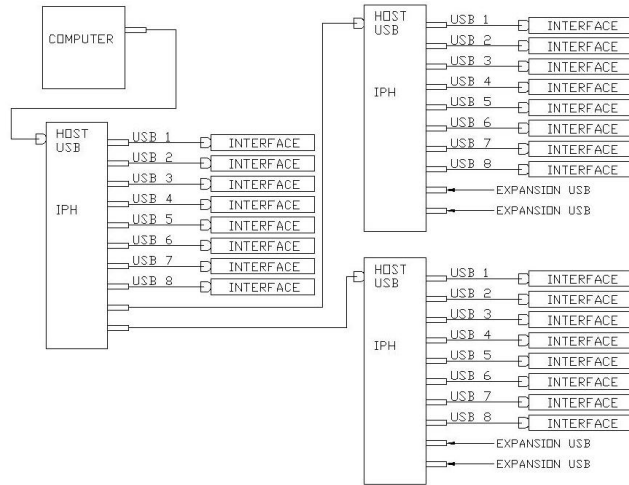 COMPUTER
HOST
USB
IPH
USB 1 INTERFACE
USB 2 INTERFACE
USB 3 INTERFACE
USB 4 INTERFACE
USB 5 INTERFACE
USB 6 INTERFACE
USB 7 INTERFACE
USB 8 INTERFACE
HOST
USB
IPH
USB 1 INTERFACE
USB 2 INTERFACE
USB 3 INTERFACE
USB 4 INTERFACE
USB 5 INTERFACE
USB 6 INTERFACE
USB 7 INTERFACE
USB 8 INTERFACE
EXPANSION USB
EXPANSION USB
HOST
USB
IPH
USB 1 INTERFACE
USB 2 INTERFACE
USB 3 INTERFACE
USB 4 INTERFACE
USB 5 INTERFACE
USB 6 INTERFACE
USB 7 INTERFACE
USB 8 INTERFACE
EXPANSION USB
EXPANSION USB